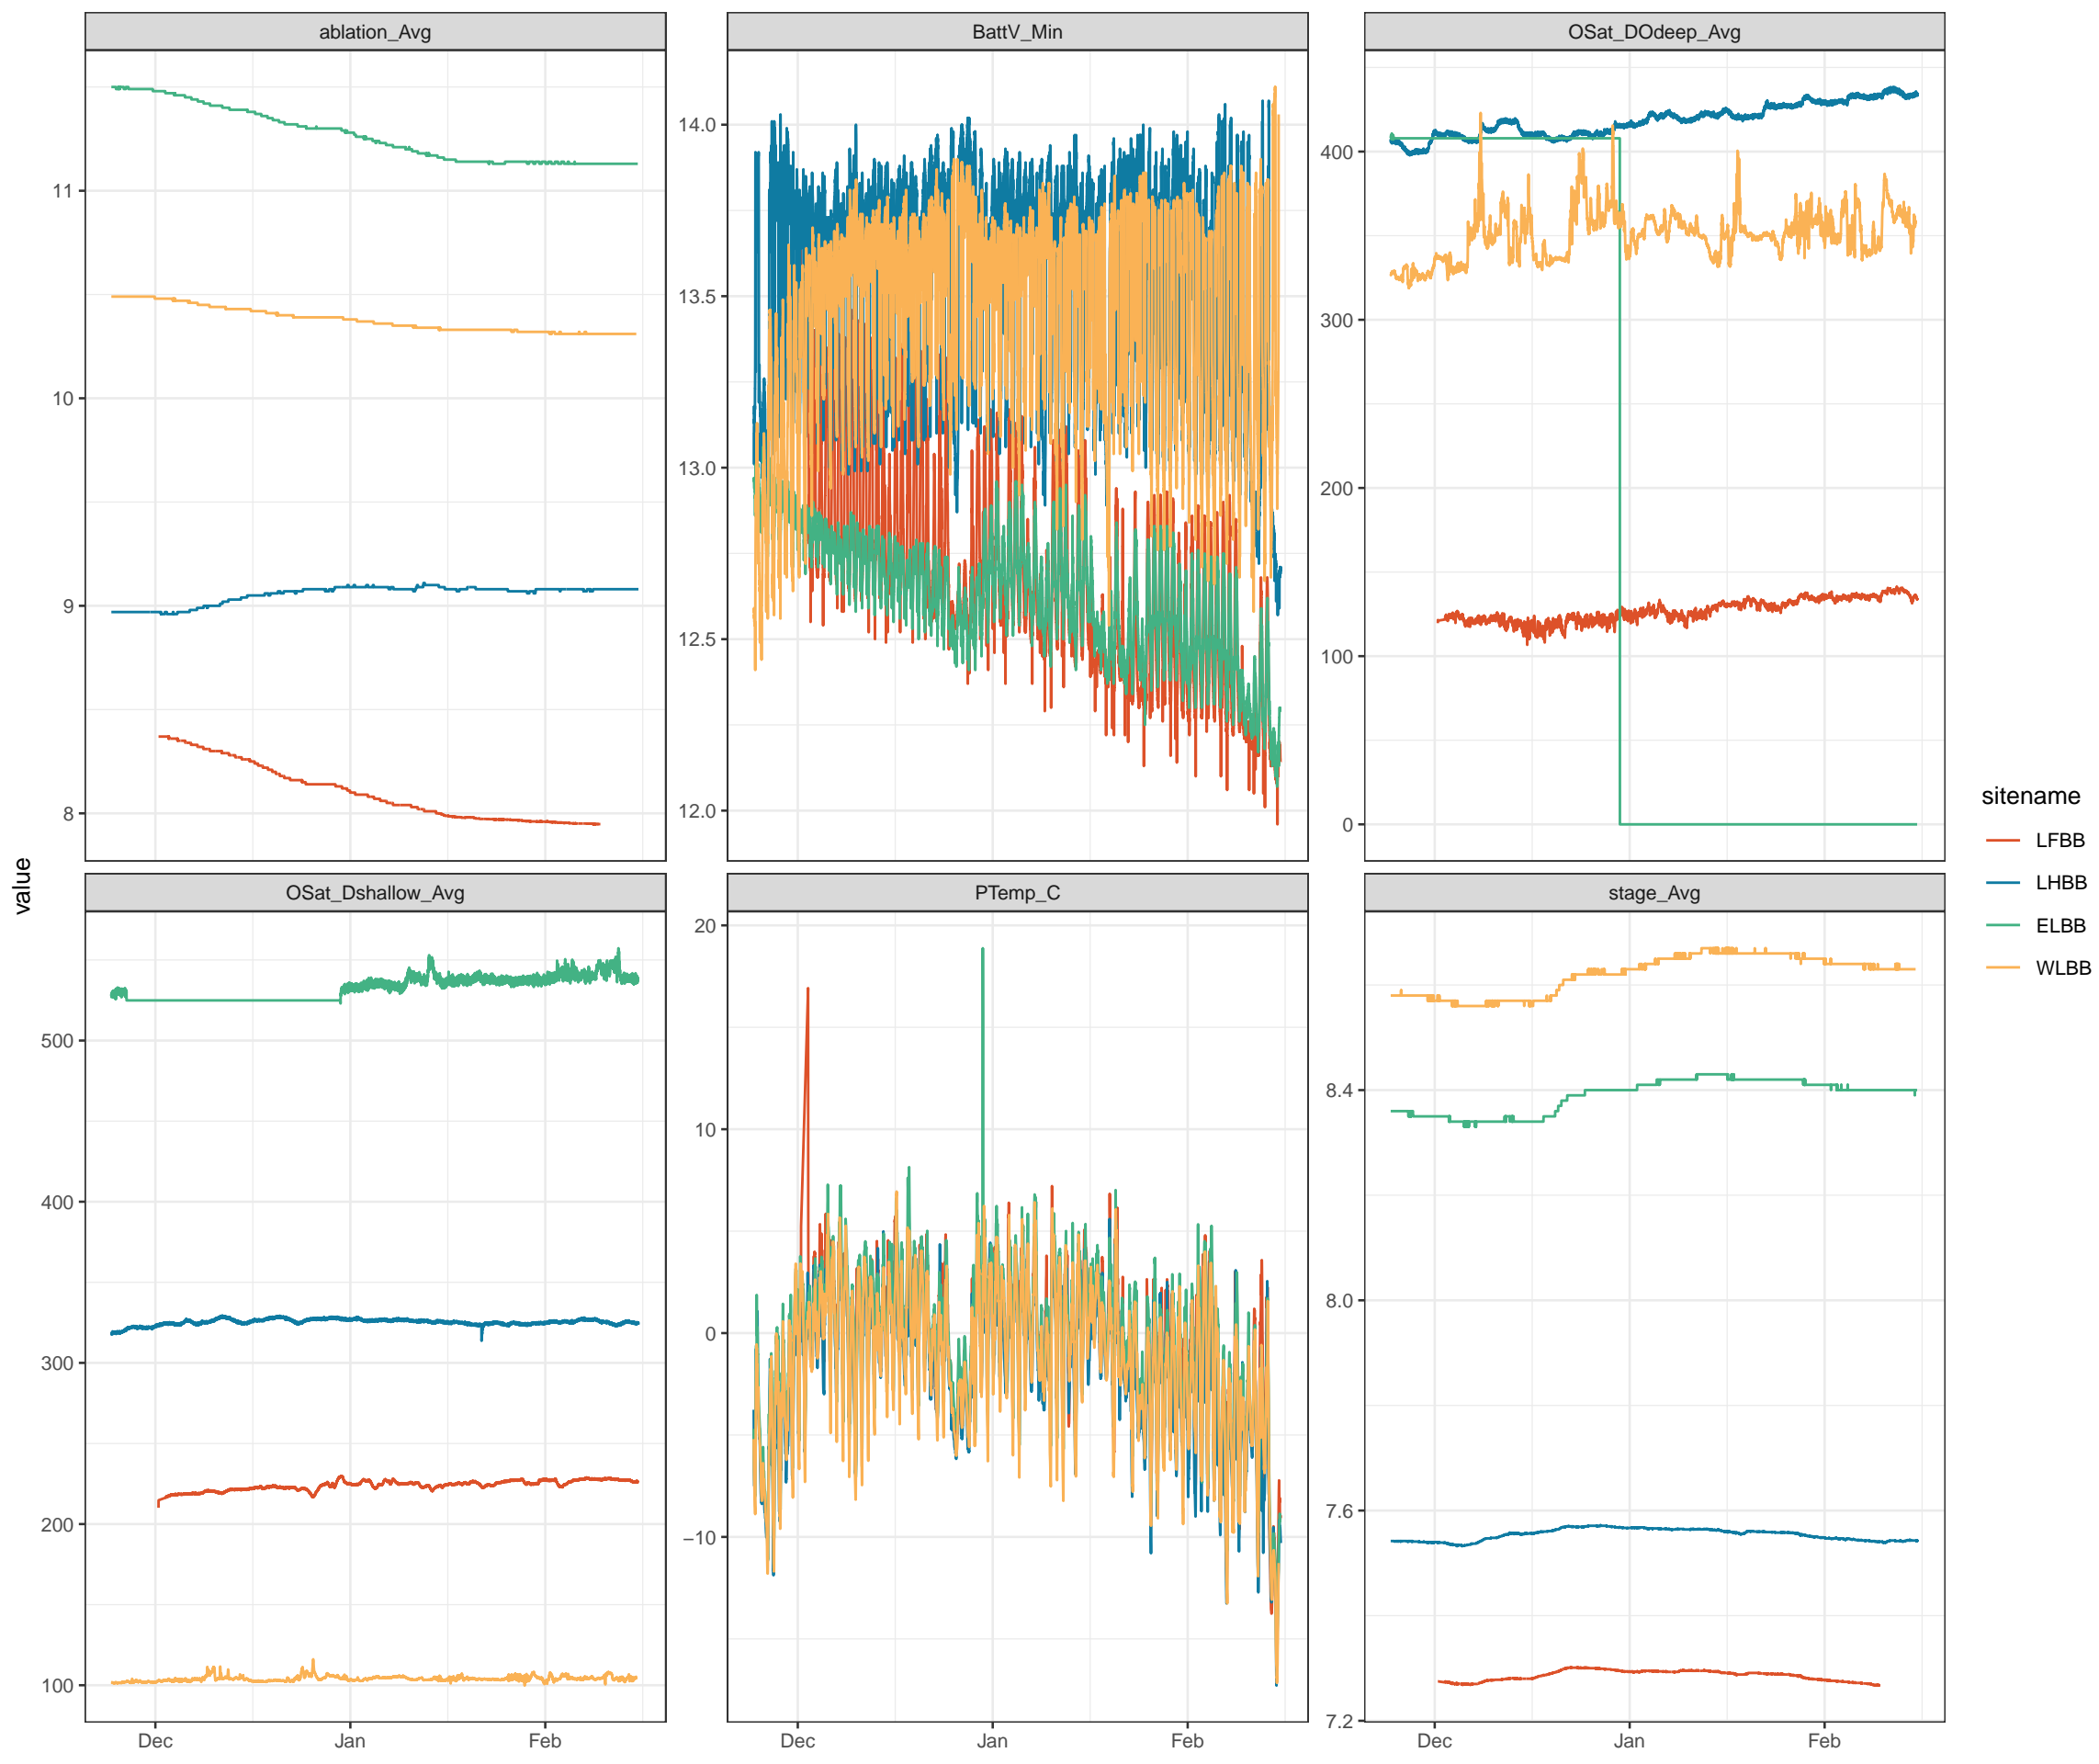 ablation_Avg
BattV_Min
OSat_DOdeep_Avg
11
10
9
8
14.0
13.5
13.0
12.5
12.0
400
300
200
100
0
value
OSat_Dshallow_Avg
PTemp_C
stage_Avg
500
400
300
200
100
20
10
0
−10
8.4
8.0
7.6
7.2
Dec Jan Feb
Dec Jan Feb
Dec Jan Feb
sitename
LFBB
LHBB
ELBB
WLBB